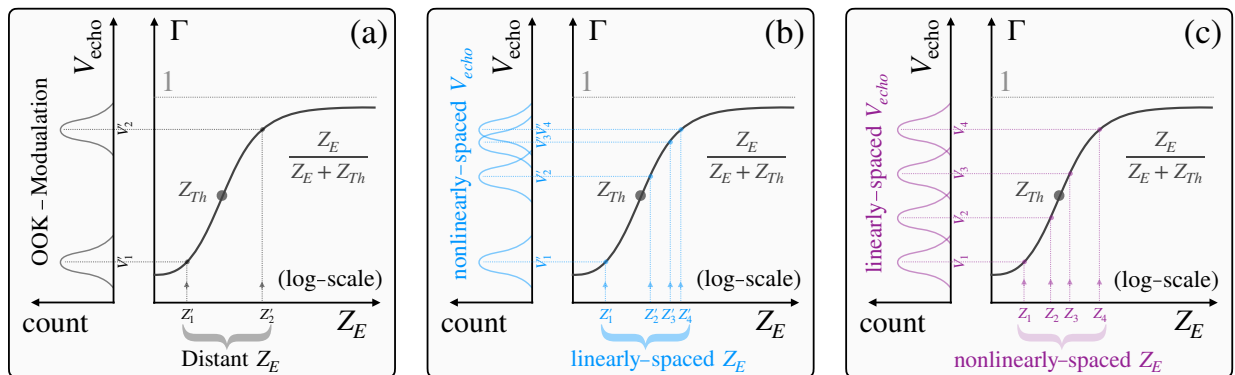 (a)
V_echo
Γ
1
OOK – Modualation
V'_2
V'_1
Z_E
Z_E + Z_Th
Z_Th
(log–scale)
count
Z'_1 Z'_2
Z_E
Distant Z_E
(b)
V_echo
Γ
1
nonlinearly–spaced V_echo
V'_3 V'_4
V'_2
V'_1
Z_E
Z_E + Z_Th
Z_Th
(log–scale)
count
Z'_1 Z'_2 Z'_3 Z'_4
Z_E
linearly–spaced Z_E
(c)
V_echo
Γ
1
linearly–spaced V_echo
V_4
V_3
V_2
V_1
Z_E
Z_E + Z_Th
Z_Th
(log–scale)
count
Z_1 Z_2 Z_3 Z_4
Z_E
nonlinearly–spaced Z_E